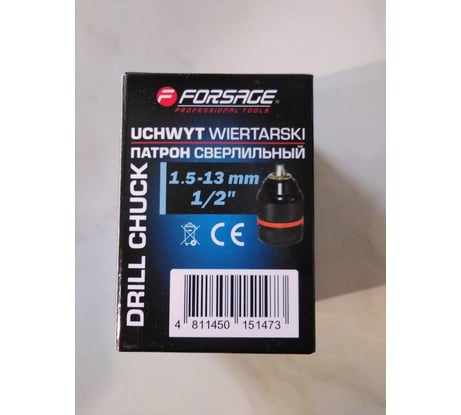 FORSAGE
PROFESSIONAL TOOLS
UCHWYT WIERTARSKI
ПАТРОН СВЕРЛИЛЬНЫЙ
DRILL CHUCK
1.5-13 mm
1/2"
CE
4 811450 151473